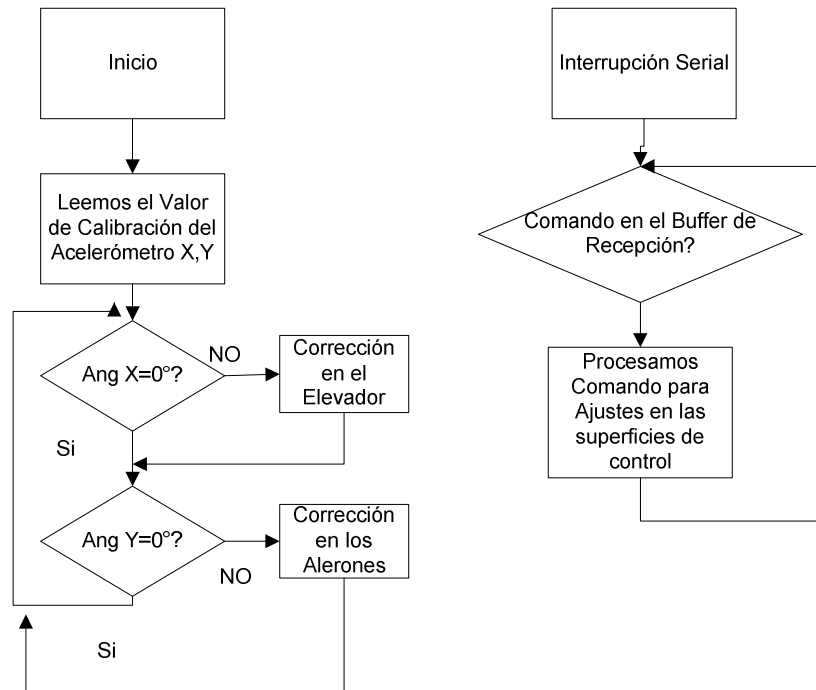 Inicio
Leemos el Valor
de Calibración del
Acelerómetro X,Y
Ang X=0°?
NO
Corrección
en el
Elevador
Si
Ang Y=0°?
NO
Corrección
en los
Alerones
Si
Interrupción Serial
Comando en el Buffer de
Recepción?
Procesamos
Comando para
Ajustes en las
superficies de
control